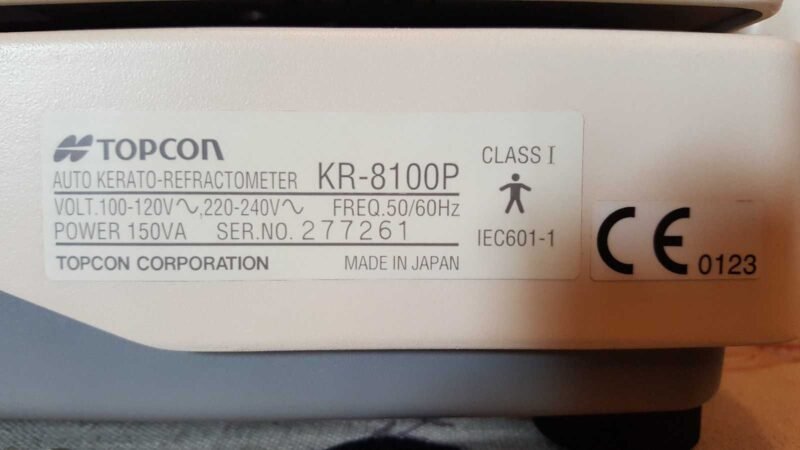 TOPCON
AUTO KERATO-REFRACTOMETER KR-8100P
VOLT.100-120V∿,220-240V∿ FREQ.50/60Hz
POWER 150VA SER.NO. 277261
TOPCON CORPORATION MADE IN JAPAN
CLASS I
IEC601-1
CE 0123